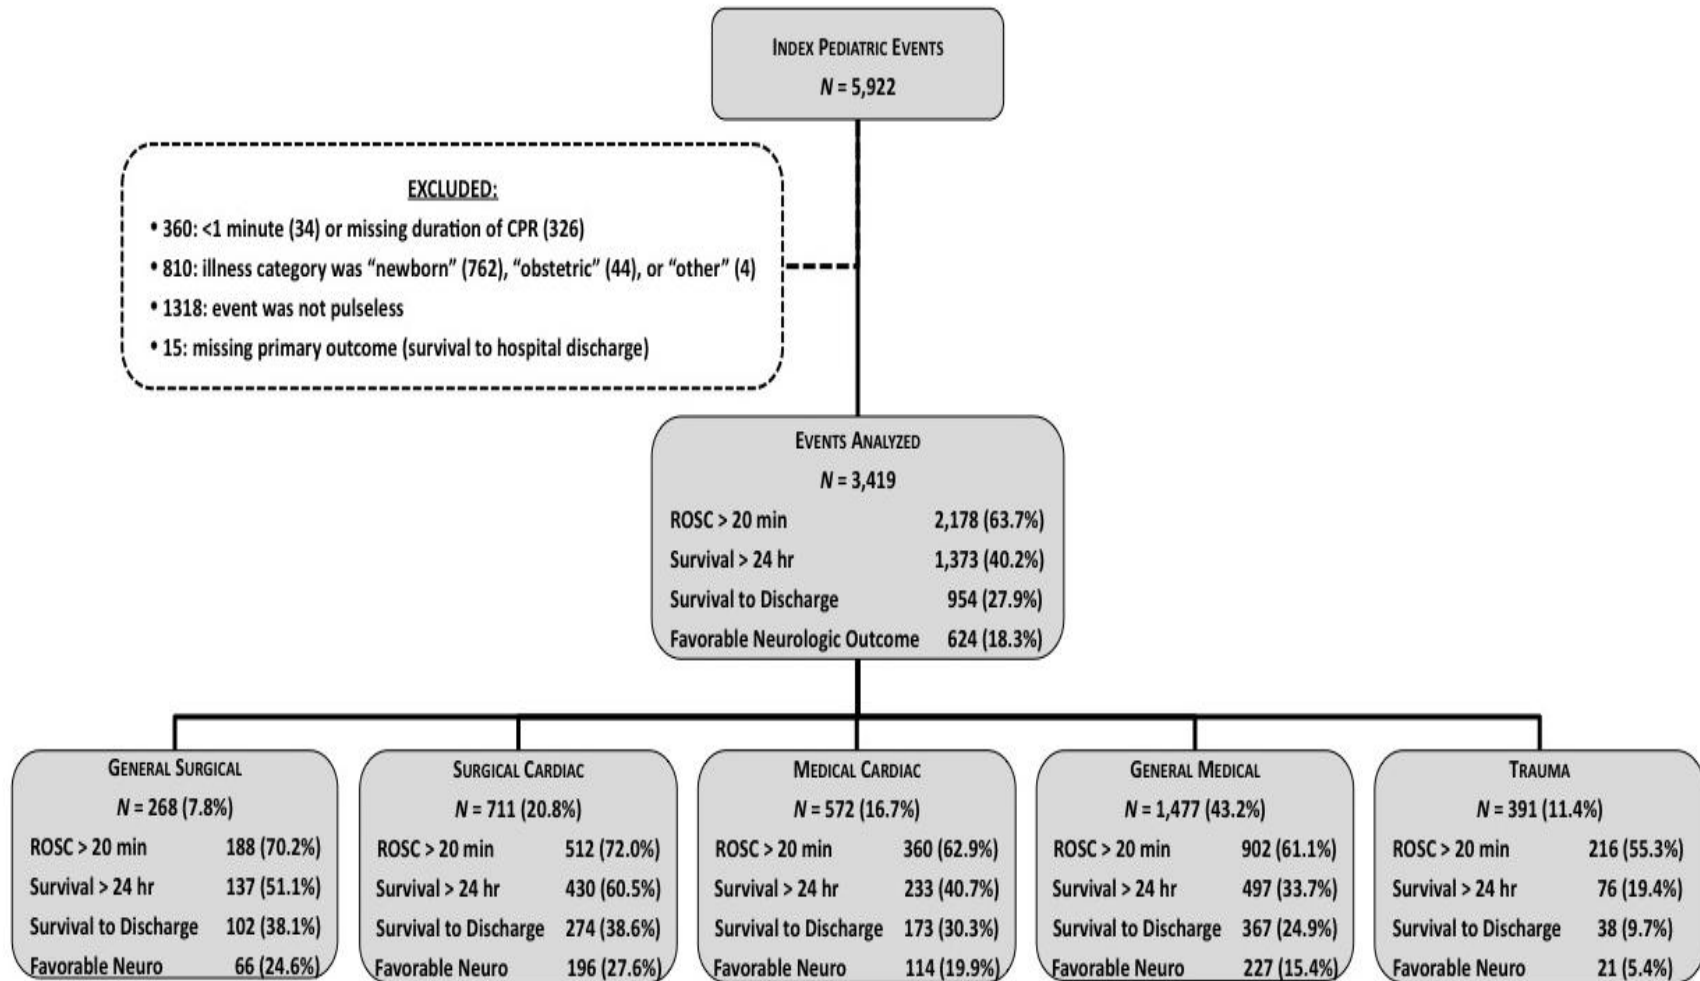 INDEX PEDIATRIC EVENTS
N = 5,922
EXCLUDED:
• 360: <1 minute (34) or missing duration of CPR (326)
• 810: illness category was “newborn” (762), “obstetric” (44), or “other” (4)
• 1318: event was not pulseless
• 15: missing primary outcome (survival to hospital discharge)
EVENTS ANALYZED
N = 3,419
ROSC > 20 min 2,178 (63.7%)
Survival > 24 hr 1,373 (40.2%)
Survival to Discharge 954 (27.9%)
Favorable Neurologic Outcome 624 (18.3%)
GENERAL SURGICAL
N = 268 (7.8%)
ROSC > 20 min 188 (70.2%)
Survival > 24 hr 137 (51.1%)
Survival to Discharge 102 (38.1%)
Favorable Neuro 66 (24.6%)
SURGICAL CARDIAC
N = 711 (20.8%)
ROSC > 20 min 512 (72.0%)
Survival > 24 hr 430 (60.5%)
Survival to Discharge 274 (38.6%)
Favorable Neuro 196 (27.6%)
MEDICAL CARDIAC
N = 572 (16.7%)
ROSC > 20 min 360 (62.9%)
Survival > 24 hr 233 (40.7%)
Survival to Discharge 173 (30.3%)
Favorable Neuro 114 (19.9%)
GENERAL MEDICAL
N = 1,477 (43.2%)
ROSC > 20 min 902 (61.1%)
Survival > 24 hr 497 (33.7%)
Survival to Discharge 367 (24.9%)
Favorable Neuro 227 (15.4%)
TRAUMA
N = 391 (11.4%)
ROSC > 20 min 216 (55.3%)
Survival > 24 hr 76 (19.4%)
Survival to Discharge 38 (9.7%)
Favorable Neuro 21 (5.4%)